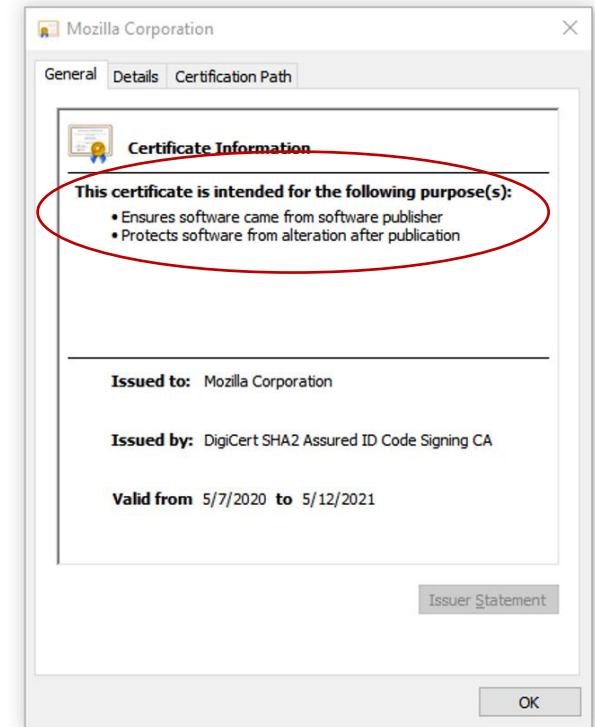 Mozilla Corporation
General Details Certification Path
Certificate Information
This certificate is intended for the following purpose(s):
• Ensures software came from software publisher
• Protects software from alteration after publication
Issued to: Mozilla Corporation
Issued by: DigiCert SHA2 Assured ID Code Signing CA
Valid from 5/7/2020 to 5/12/2021
Issuer Statement
OK